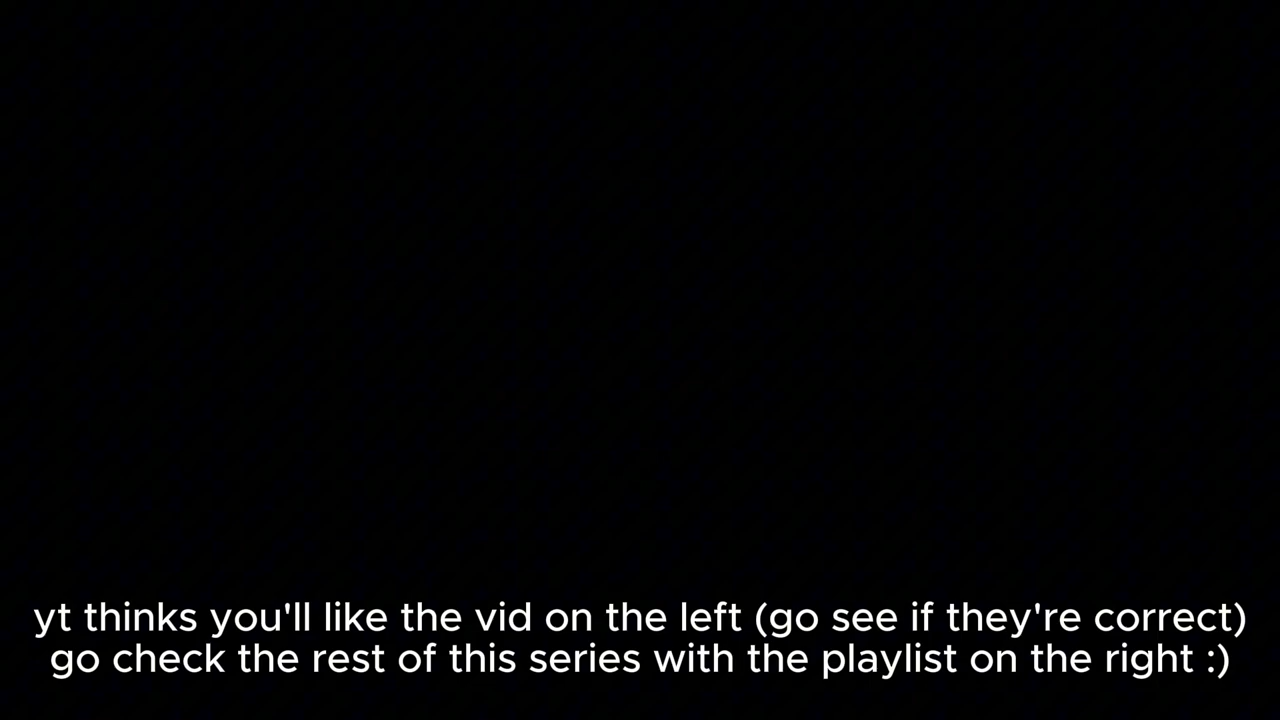 yt thinks you'll like the vid on the left (go see if they're correct)
go check the rest of this series with the playlist on the right :)